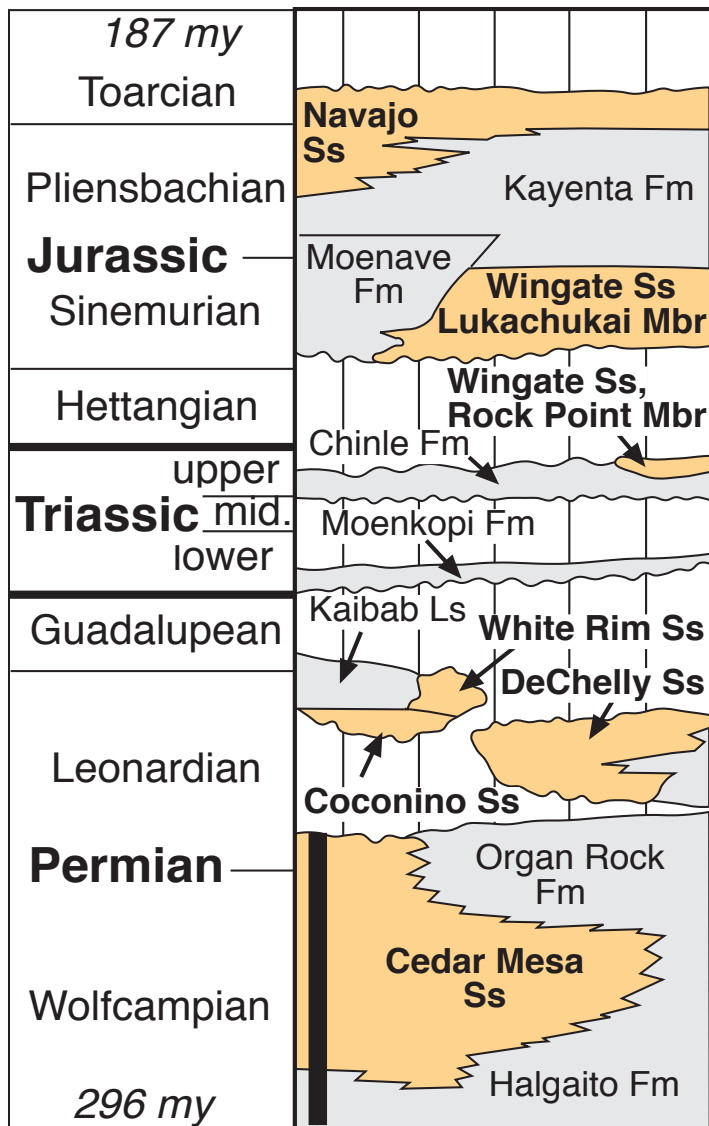 187 my
Toarcian
Navajo
Ss
Pliensbachian
Kayenta Fm
Jurassic
Moenave
Fm
Sinemurian
Wingate Ss
Lukachukai Mbr
Hettangian
Wingate Ss,
Rock Point Mbr
Chinle Fm
upper
Triassic
mid.
Moenkopi Fm
lower
Kaibab Ls
Guadalupean
White Rim Ss
DeChelly Ss
Leonardian
Coconino Ss
Permian
Organ Rock
Fm
Cedar Mesa
Ss
Wolfcampian
Halgaito Fm
296 my